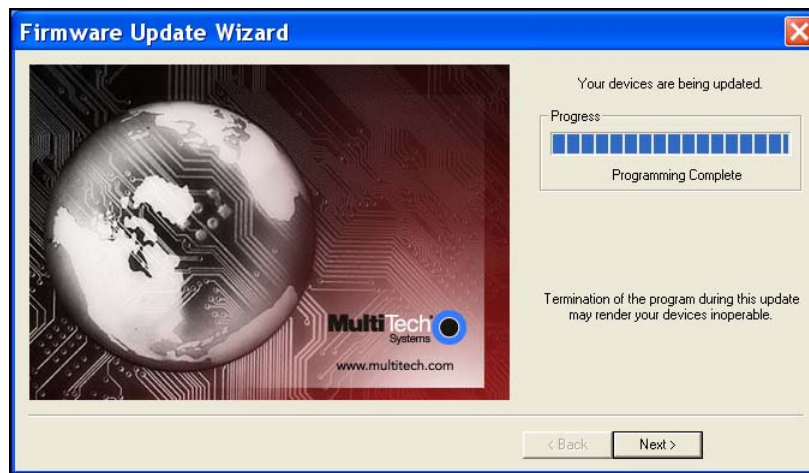 Firmware Update Wizard
Your devices are being updated.
Progress
Programming Complete
MultiTech
Systems
www.multitech.com
Termination of the program during this update
may render your devices inoperable.
< Back
Next >